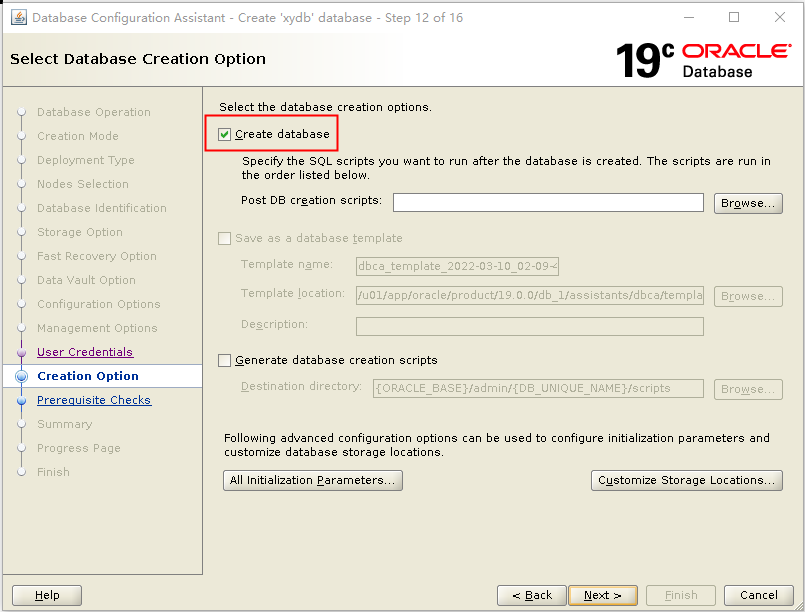 Database Configuration Assistant - Create 'xydb' database - Step 12 of 16
Select Database Creation Option
19c ORACLE
Database
Database Operation
Creation Mode
Deployment Type
Nodes Selection
Database Identification
Storage Option
Fast Recovery Option
Data Vault Option
Configuration Options
Management Options
User Credentials
Creation Option
Prerequisite Checks
Summary
Progress Page
Finish
Select the database creation options.
Create database
Specify the SQL scripts you want to run after the database is created. The scripts are run in
the order listed below.
Post DB creation scripts:
Browse...
Save as a database template
Template name: dbca_template_2022-03-10_02-09-
Template location: /u01/app/oracle/product/19.0.0/db_1/assistants/dbca/templa
Browse...
Description:
Generate database creation scripts
Destination directory: {ORACLE_BASE}/admin/{DB_UNIQUE_NAME}/scripts
Browse...
Following advanced configuration options can be used to configure initialization parameters and
customize database storage locations.
All Initialization Parameters...
Customize Storage Locations...
Help
< Back
Next >
Finish
Cancel